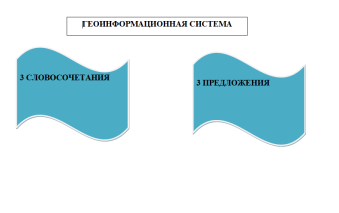 ГЕОИНФОРМАЦИОННАЯ СИСТЕМА
3 СЛОВОСОЧЕТАНИЯ
3 ПРЕДЛОЖЕНИЯ